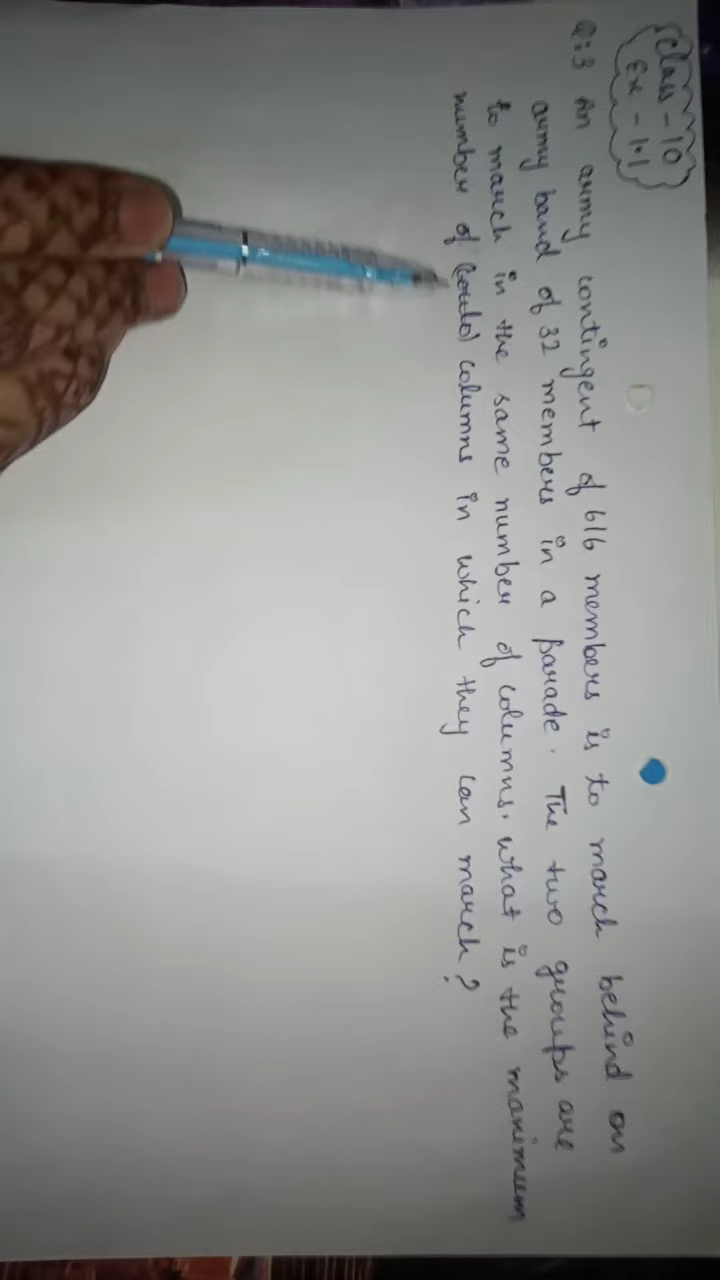 Class - 10
Ex - 1.1
Q:3 An army contingent of 616 members is to march behind an
army band of 32 members in a parade. The two groups are
to march in the same number of columns. what is the maximum
number of columns in which they can march?